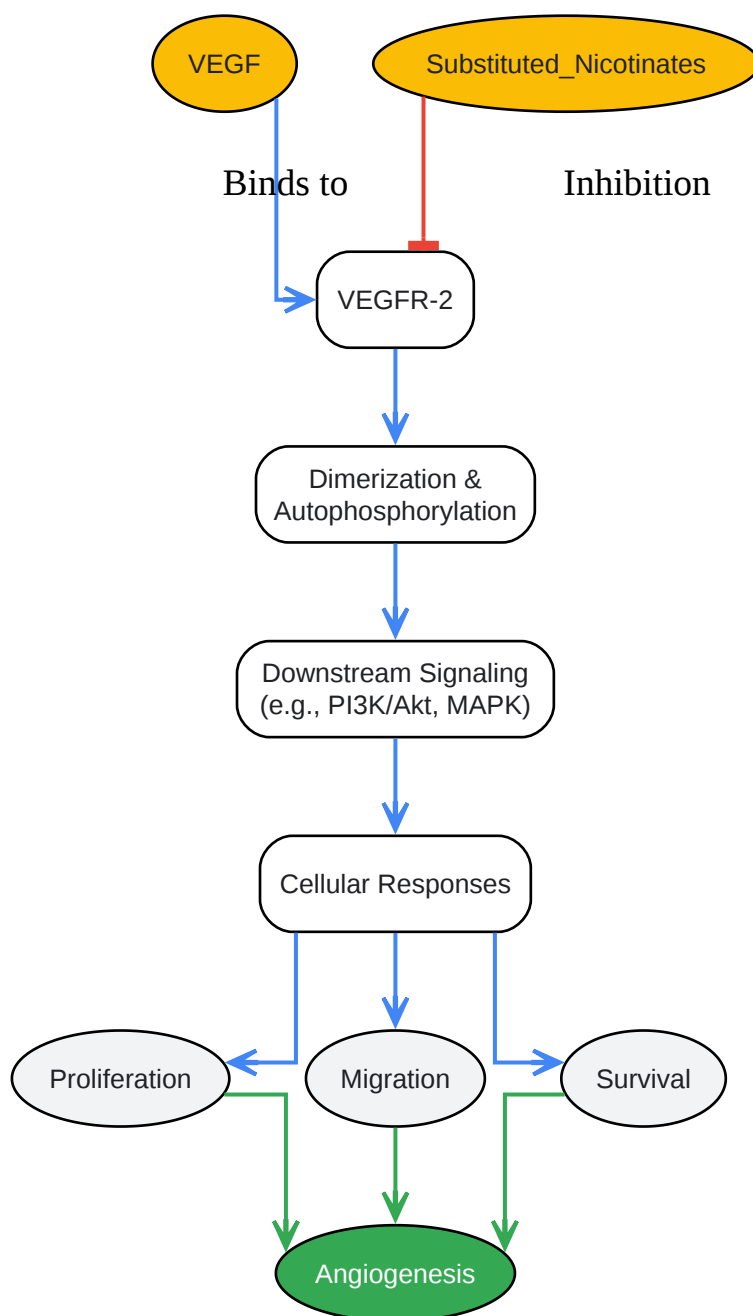 VEGF
Substituted_Nicotinates
Binds to
Inhibition
VEGFR-2
Dimerization &
Autophosphorylation
Downstream Signaling
(e.g., PI3K/Akt, MAPK)
Cellular Responses
Proliferation
Migration
Survival
Angiogenesis